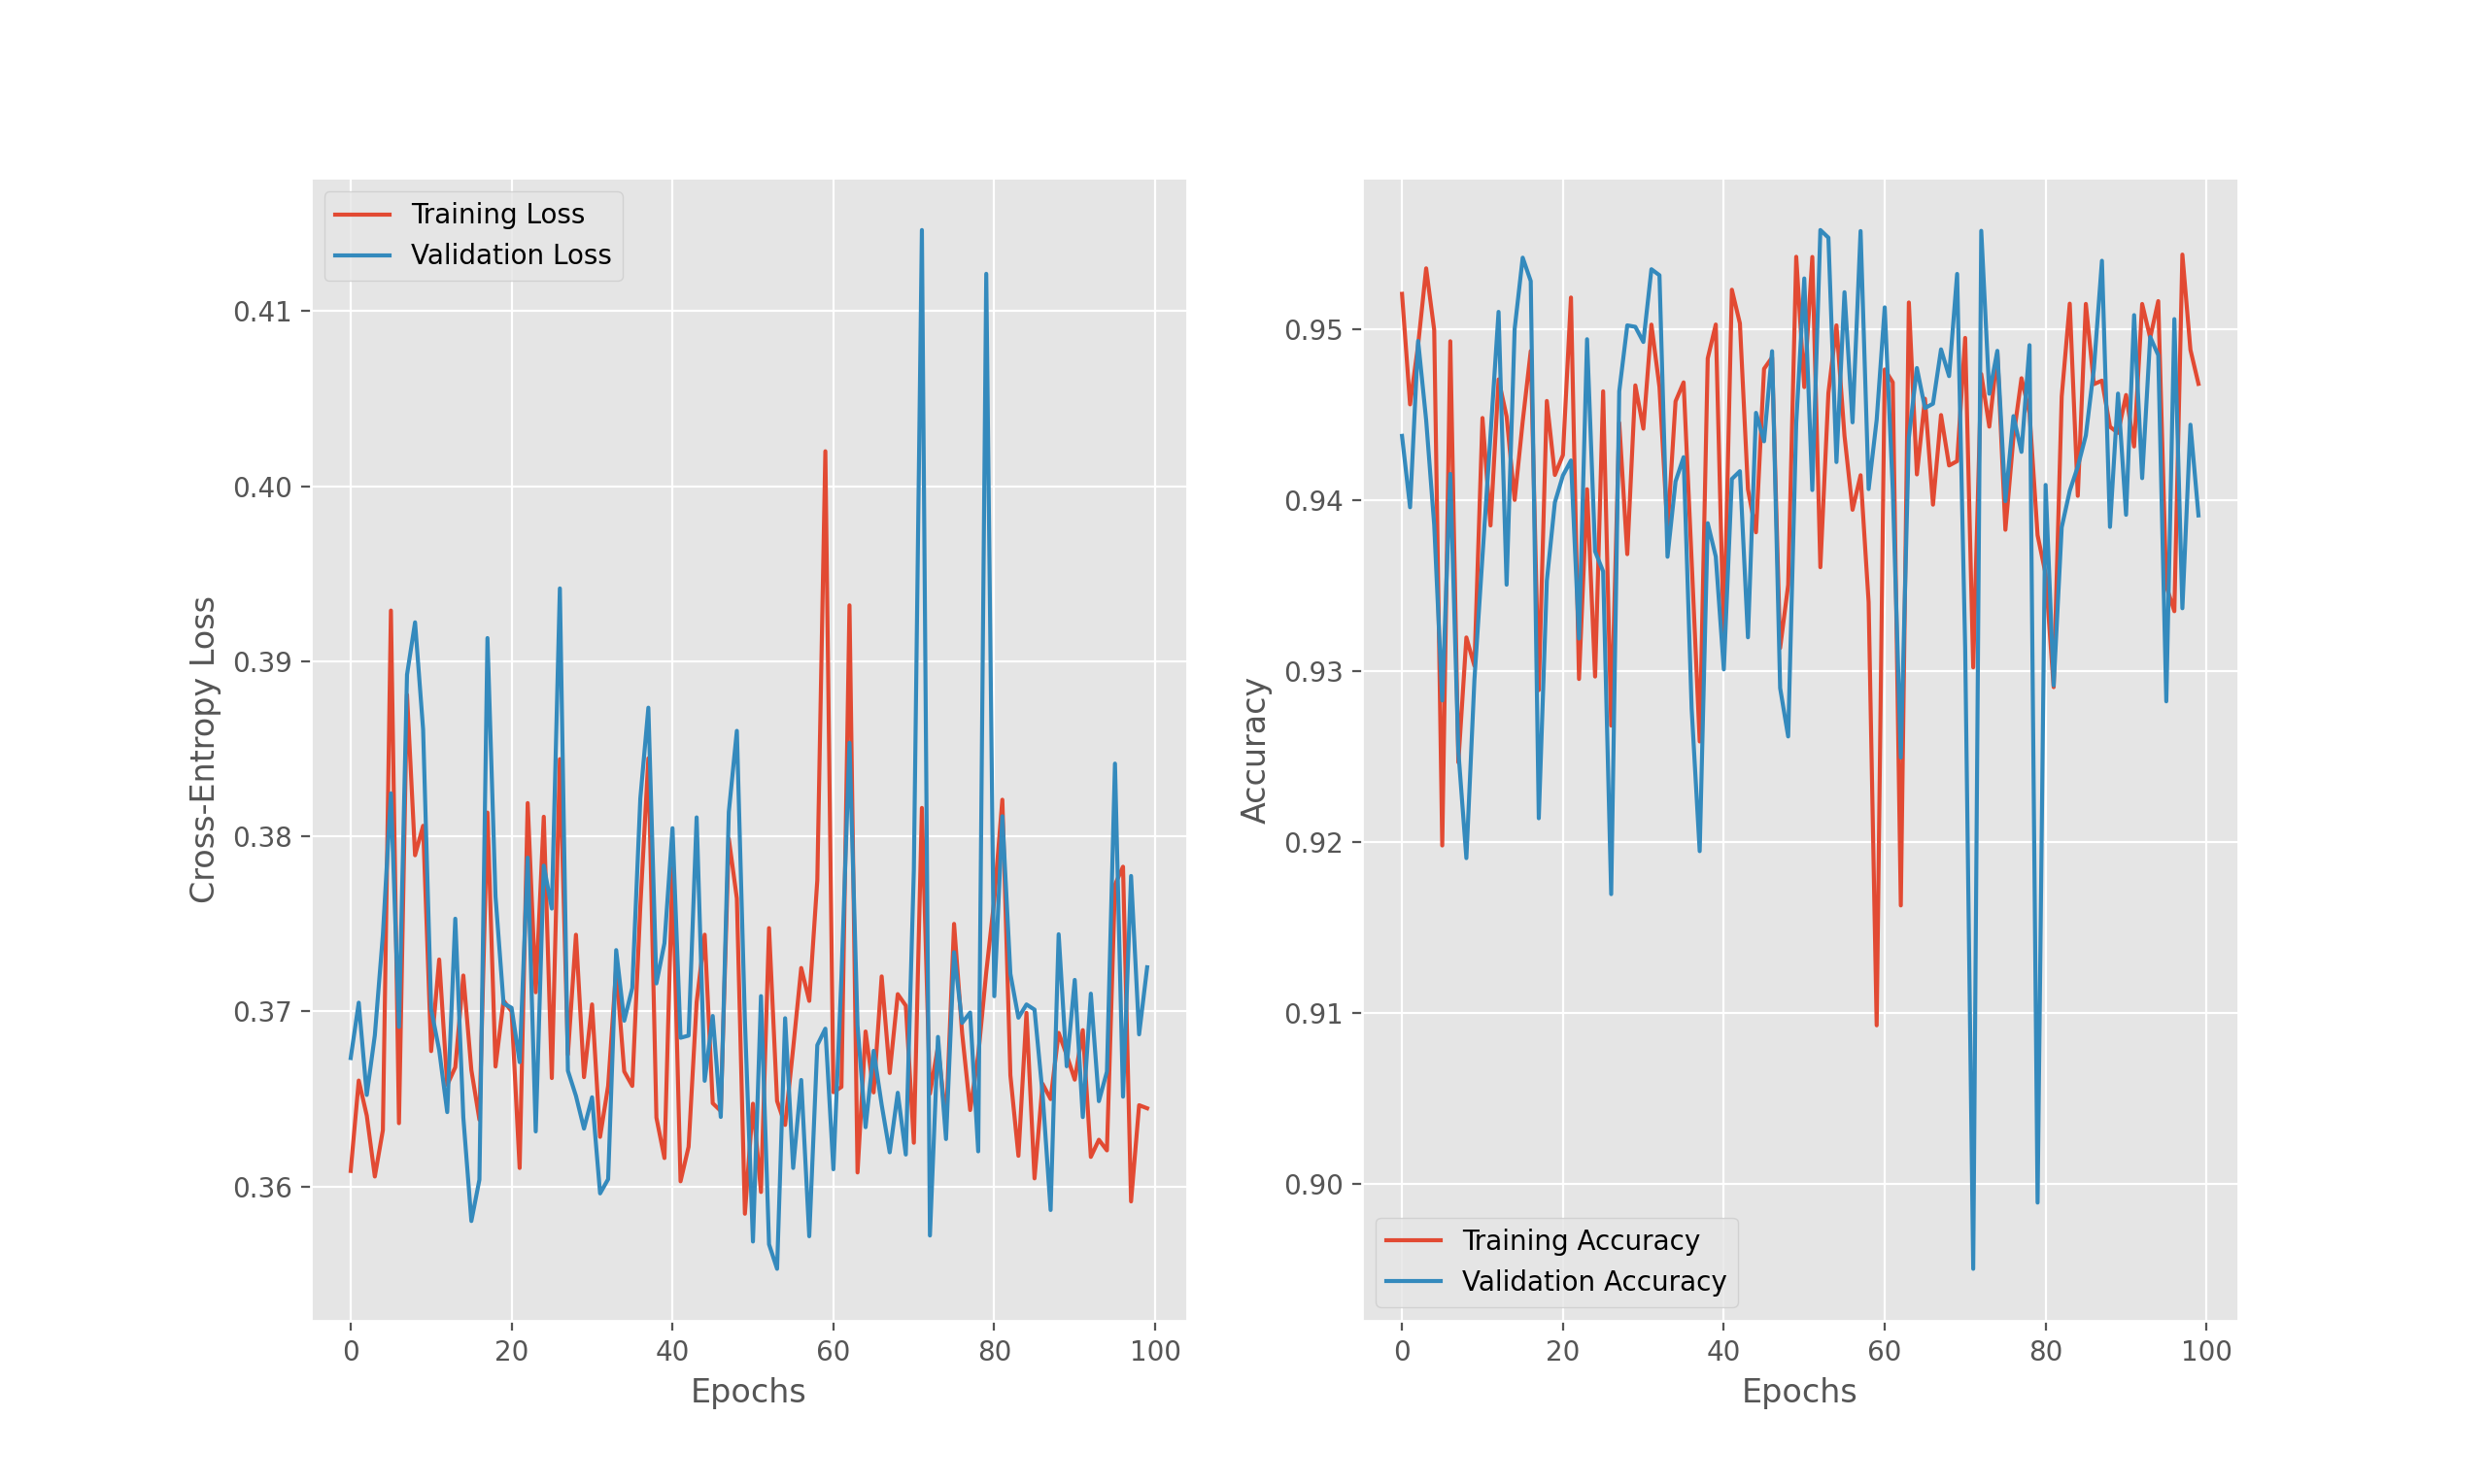 Training Loss
Validation Loss
0.41
0.40
0.39
0.38
0.37
0.36
Cross-Entropy Loss
0 20 40 60 80 100
Epochs
0.95
0.94
0.93
0.92
0.91
0.90
Accuracy
Training Accuracy
Validation Accuracy
0 20 40 60 80 100
Epochs